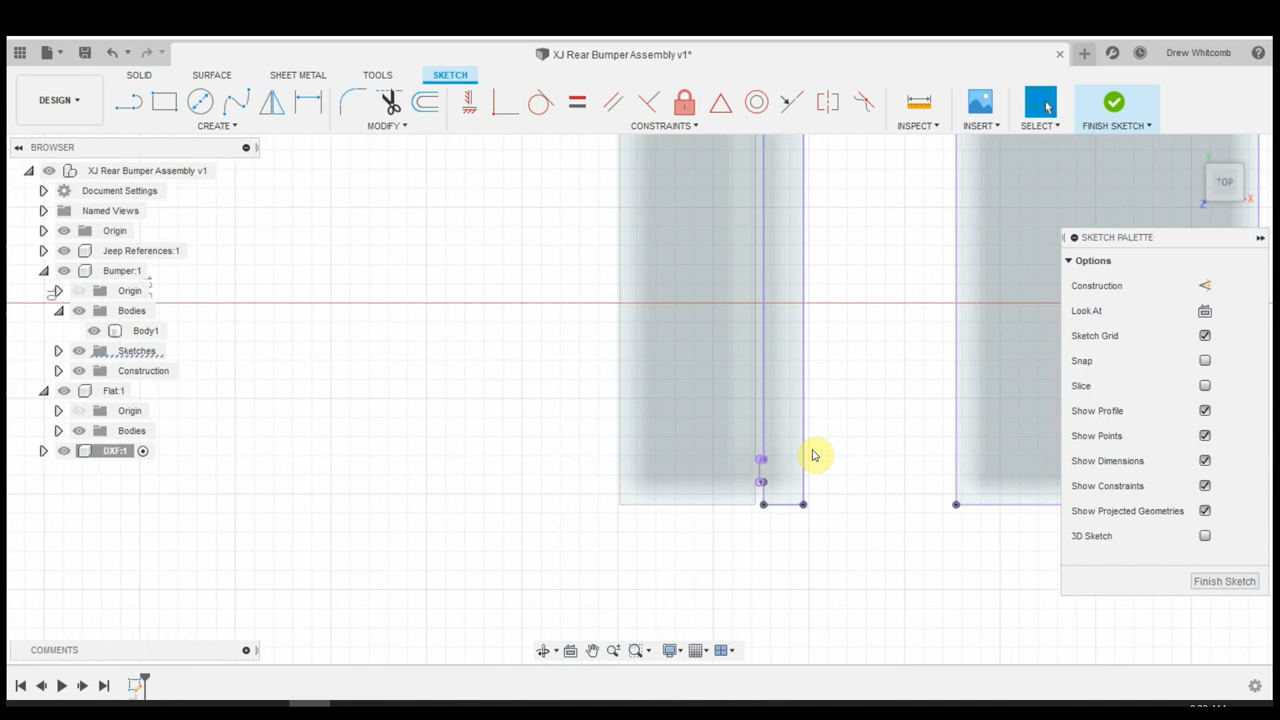 XJ Rear Bumper Assembly v1*
Drew Whitcomb
DESIGN
SOLID SURFACE SHEET METAL TOOLS SKETCH
CREATE MODIFY CONSTRAINTS INSPECT INSERT SELECT FINISH SKETCH
BROWSER
XJ Rear Bumper Assembly v1
Document Settings
Named Views
Origin
Jeep References:1
Bumper:1
Origin
Bodies
Body1
Sketches
Construction
Flat:1
Origin
Bodies
DXF:1
TOP
Y
X
Z
SKETCH PALETTE
Options
Construction
Look At
Sketch Grid
Snap
Slice
Show Profile
Show Points
Show Dimensions
Show Constraints
Show Projected Geometries
3D Sketch
Finish Sketch
COMMENTS